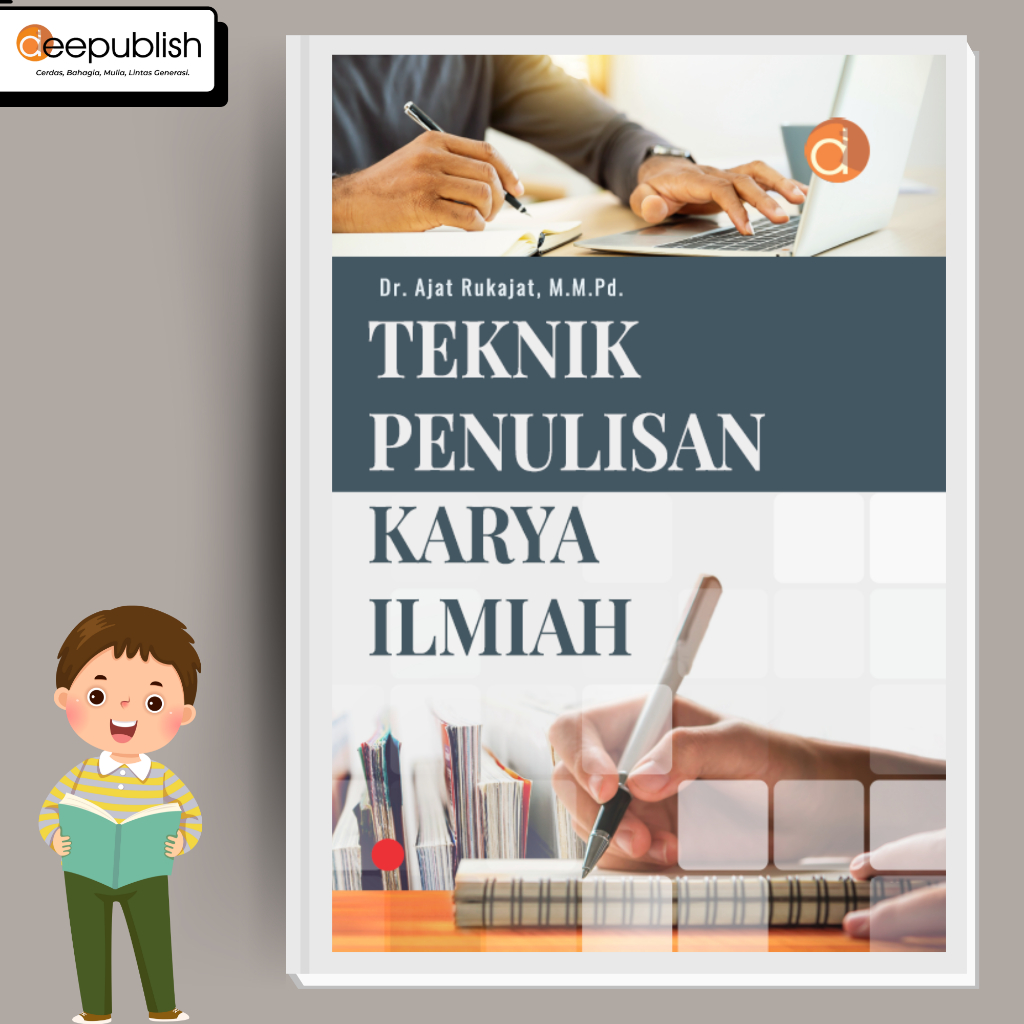 deepublish
Cerdas, Bahagia, Mulia, Lintas Generasi.
Dr. Ajat Rukajat, M.M.Pd.
TEKNIK
PENULISAN
KARYA
ILMIAH